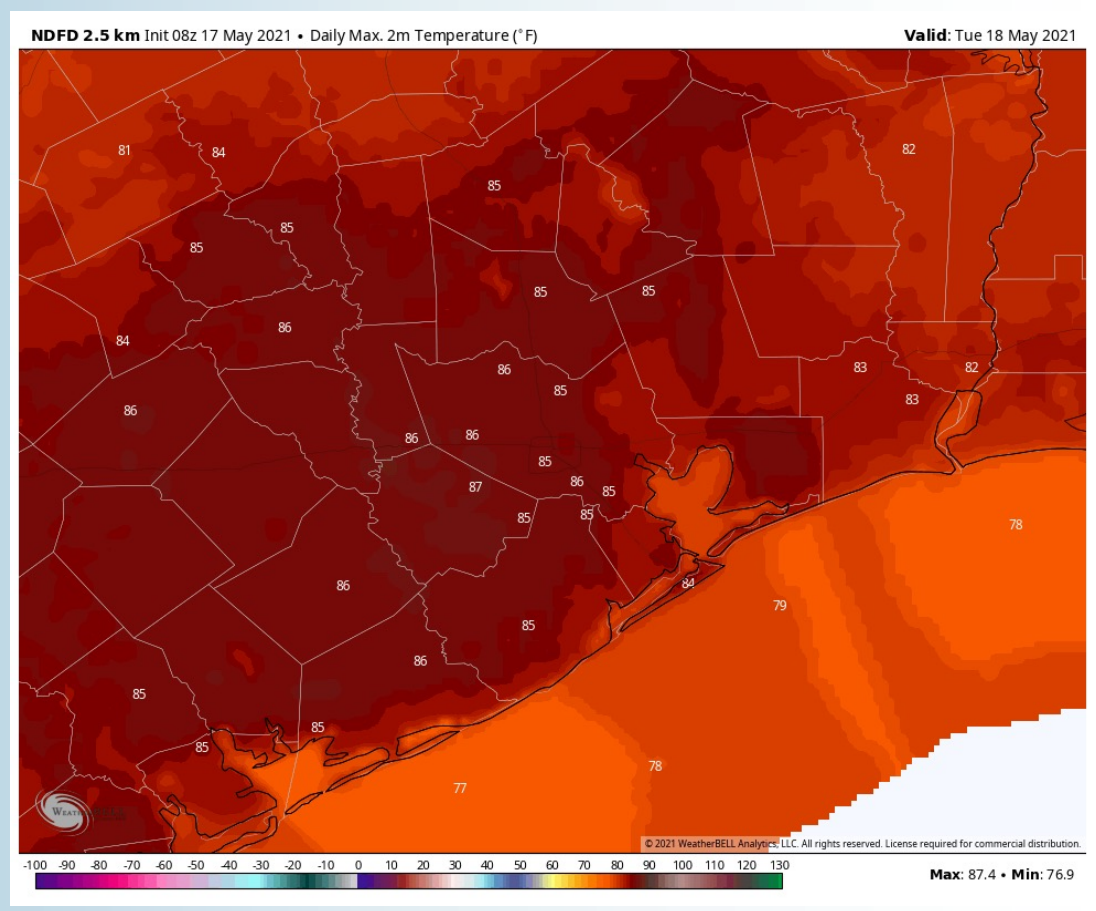 NDFD 2.5 km Init 08z 17 May 2021 • Daily Max. 2m Temperature (°F)
Valid: Tue 18 May 2021
81 84 82
85
85 85
85 85
86
84
86 83 82
86 85 83
86 86
85
87 86 85
85 85 78
86 84
79
85
86
85
85
85
78
77
© 2021 WeatherBELL Analytics, LLC. All rights reserved. License required for commercial distribution.
-100 -90 -80 -70 -60 -50 -40 -30 -20 -10 0 10 20 30 40 50 60 70 80 90 100 110 120 130
Max: 87.4 • Min: 76.9